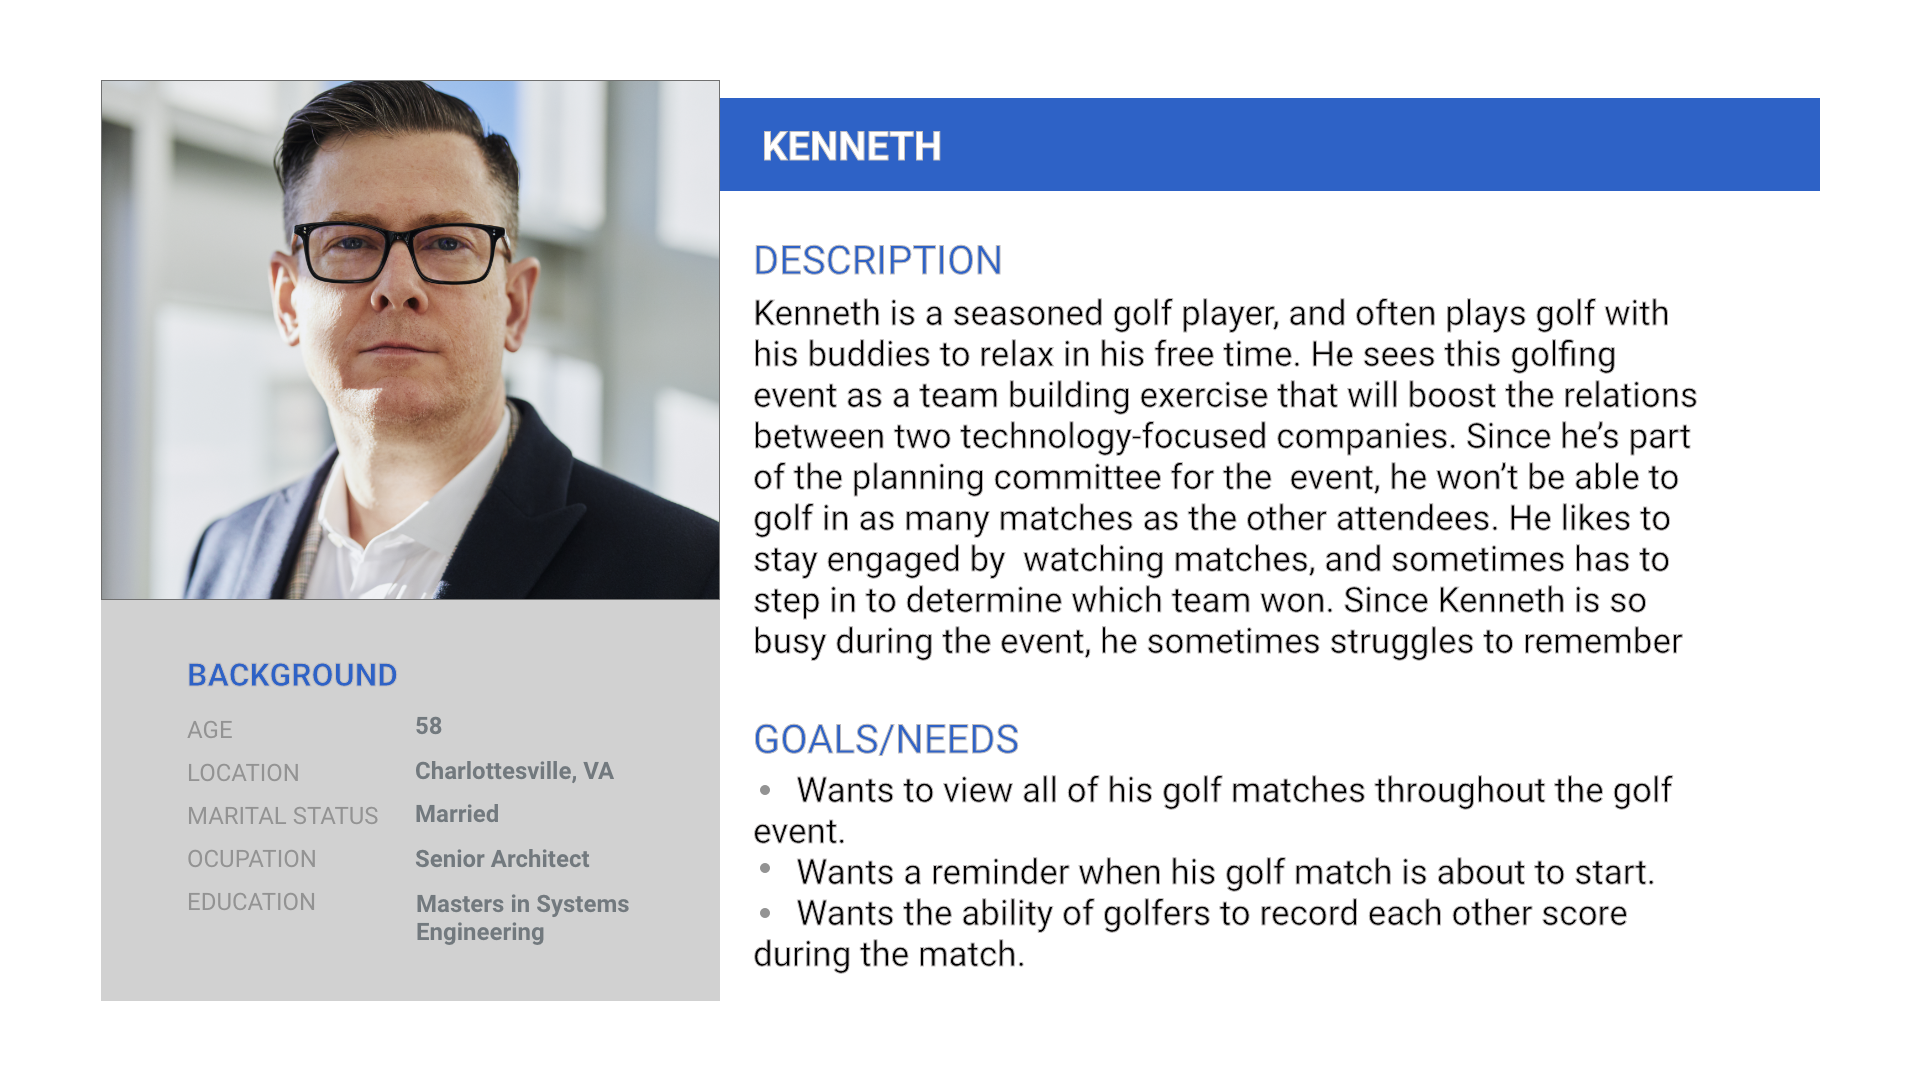 KENNETH
DESCRIPTION
Kenneth is a seasoned golf player, and often plays golf with
his buddies to relax in his free time. He sees this golfing
event as a team building exercise that will boost the relations
between two technology-focused companies. Since he’s part
of the planning committee for the  event, he won’t be able to
golf in as many matches as the other attendees. He likes to
stay engaged by  watching matches, and sometimes has to
step in to determine which team won. Since Kenneth is so
busy during the event, he sometimes struggles to remember
GOALS/NEEDS
• Wants to view all of his golf matches throughout the golf
event.
• Wants a reminder when his golf match is about to start.
• Wants the ability of golfers to record each other score
during the match.
BACKGROUND
AGE 58
LOCATION Charlottesville, VA
MARITAL STATUS Married
OCUPATION Senior Architect
EDUCATION Masters in Systems
Engineering